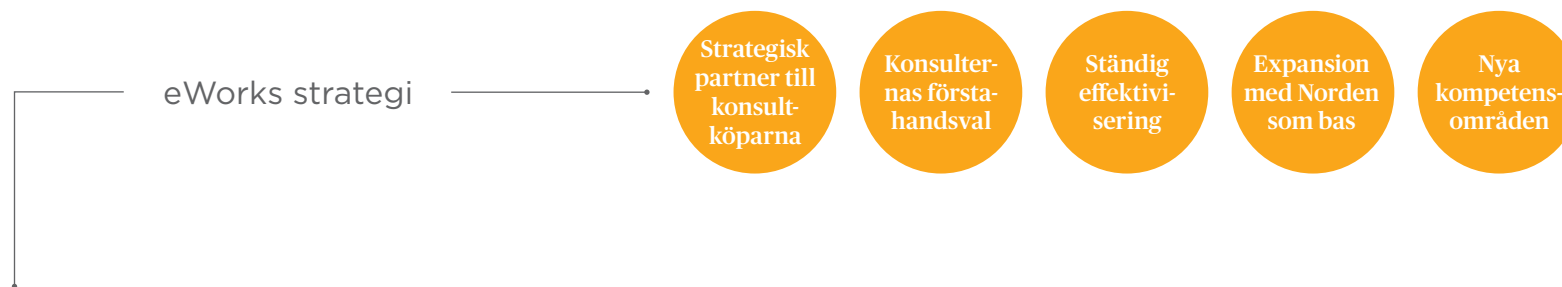 eWorks strategi
Strategisk
partner till
konsult-
köparna
Konsulter-
nas första-
handsval
Ständig
effektivi-
sering
Expansion
med Norden
som bas
Nya
kompetens-
områden